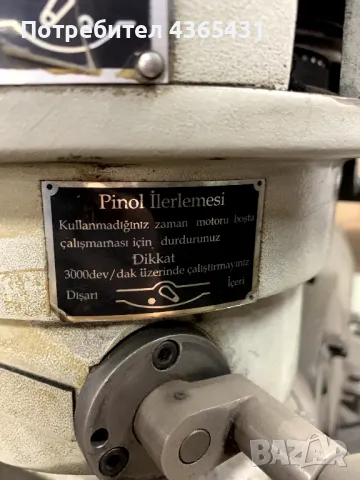 Потребител 4365431
Pinol İlerlemesi
Kullanmadığınız zaman motoru boşta
çalışmaması için durdurunuz
Dikkat
3000dev/dak üzerinde çalıştırmayınız
Dışarı İçeri
BAZAR
bg